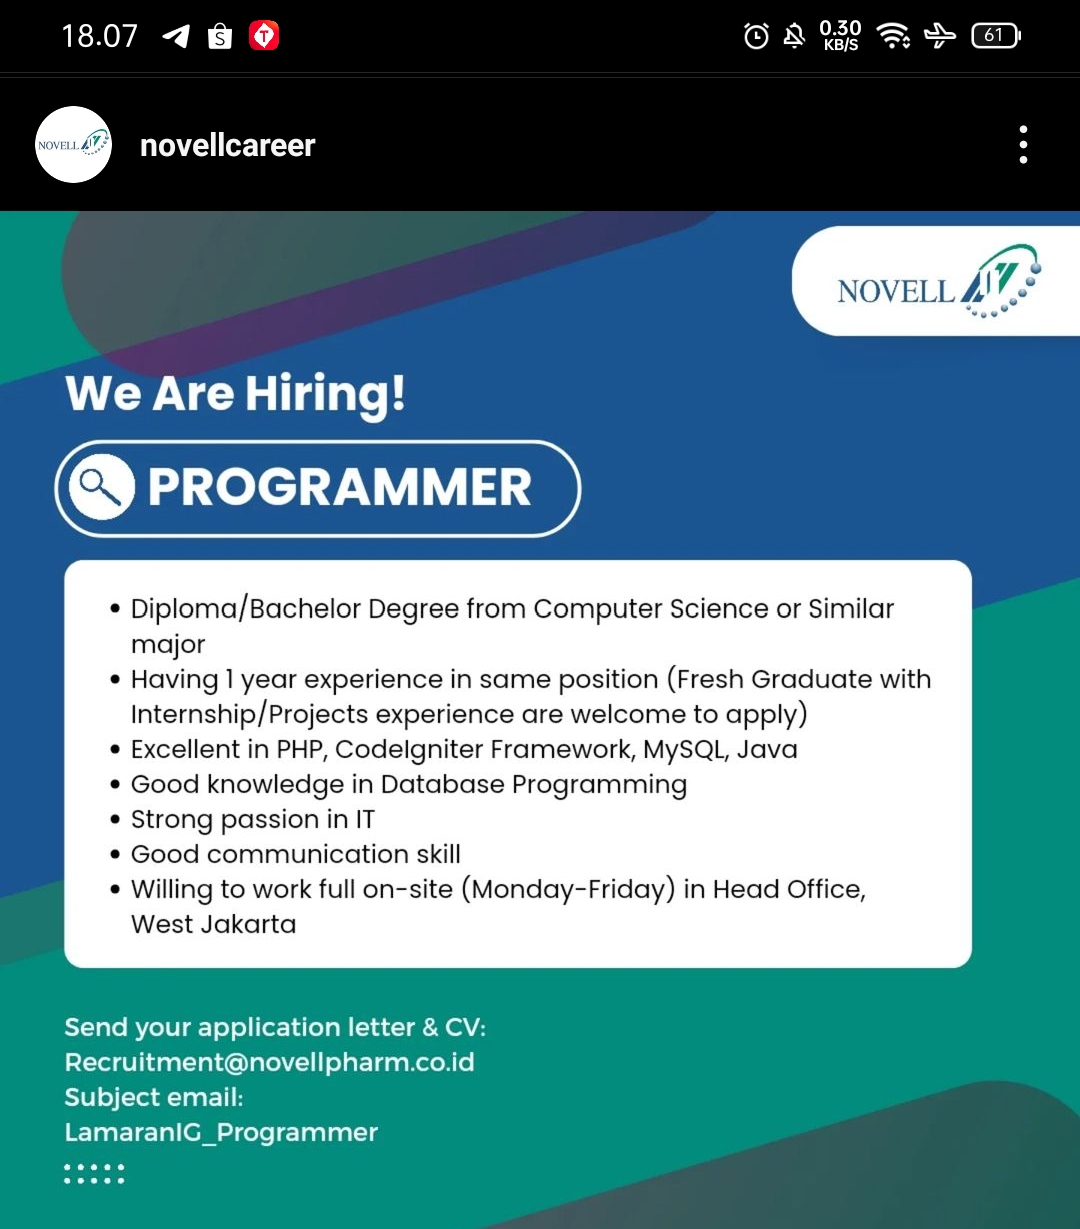 18.07
0.30
KB/S
61
NOVELL
novellcareer
NOVELL
We Are Hiring!
PROGRAMMER
• Diploma/Bachelor Degree from Computer Science or Similar
major
• Having 1 year experience in same position (Fresh Graduate with
Internship/Projects experience are welcome to apply)
• Excellent in PHP, CodeIgniter Framework, MySQL, Java
• Good knowledge in Database Programming
• Strong passion in IT
• Good communication skill
• Willing to work full on-site (Monday-Friday) in Head Office,
West Jakarta
Send your application letter & CV:
Recruitment@novellpharm.co.id
Subject email:
LamaranIG_Programmer